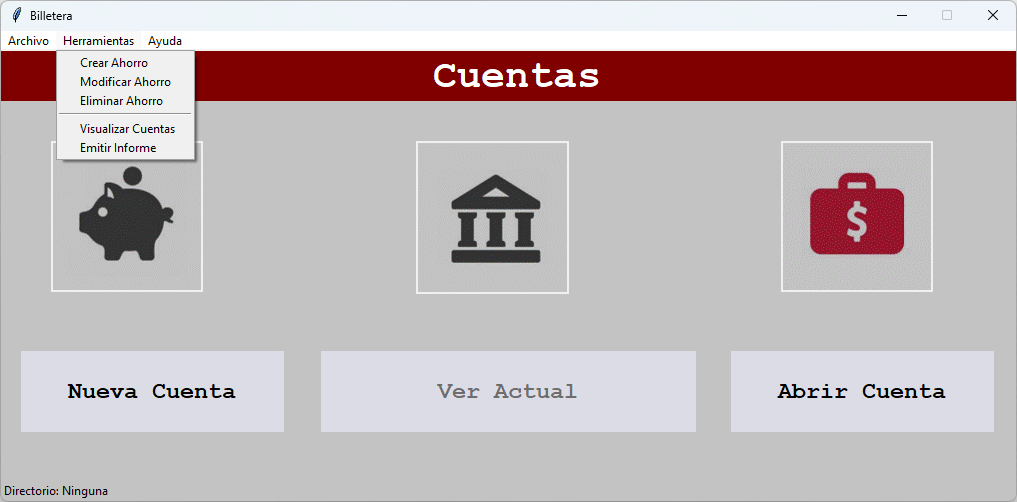 Billetera
Archivo Herramientas Ayuda
Crear Ahorro
Modificar Ahorro
Eliminar Ahorro
Visualizar Cuentas
Emitir Informe
Cuentas
$
Nueva Cuenta
Ver Actual
Abrir Cuenta
Directorio: Ninguna